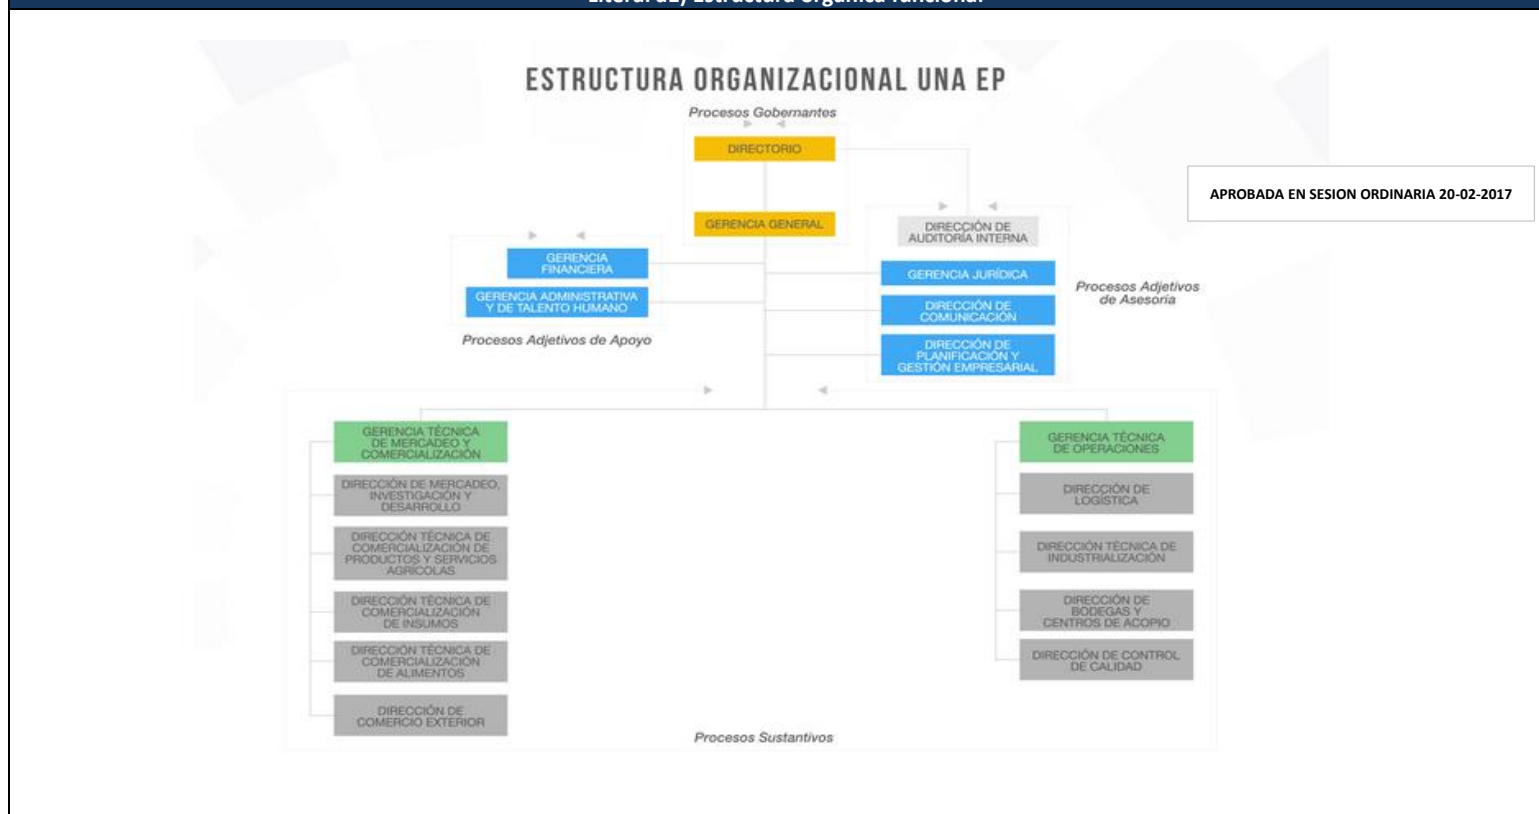 ESTRUCTURA ORGANIZACIONAL UNA EP
Procesos Gobernantes
DIRECTORIO
APROBADA EN SESION ORDINARIA 20-02-2017
GERENCIA GENERAL
DIRECCIÓN DE
AUDITORÍA INTERNA
GERENCIA
FINANCIERA
GERENCIA ADMINISTRATIVA
Y DE TALENTO HUMANO
Procesos Adjetivos de Apoyo
GERENCIA JURÍDICA
DIRECCIÓN DE
COMUNICACIÓN
DIRECCIÓN DE
PLANIFICACIÓN Y
GESTIÓN EMPRESARIAL
Procesos Adjetivos
de Asesoría
GERENCIA TÉCNICA
DE MERCADEO Y
COMERCIALIZACIÓN
DIRECCIÓN DE MERCADEO,
INVESTIGACIÓN Y
DESARROLLO
DIRECCIÓN TÉCNICA DE
COMERCIALIZACIÓN DE
PRODUCTOS Y SERVICIOS
AGRÍCOLAS
DIRECCIÓN TÉCNICA DE
COMERCIALIZACIÓN
DE INSUMOS
DIRECCIÓN TÉCNICA DE
COMERCIALIZACIÓN
DE ALIMENTOS
DIRECCIÓN DE
COMERCIO EXTERIOR
GERENCIA TÉCNICA
DE OPERACIONES
DIRECCIÓN DE
LOGÍSTICA
DIRECCIÓN TÉCNICA DE
INDUSTRIALIZACIÓN
DIRECCIÓN DE
BODEGAS Y
CENTROS DE ACOPIO
DIRECCIÓN DE CONTROL
DE CALIDAD
Procesos Sustantivos